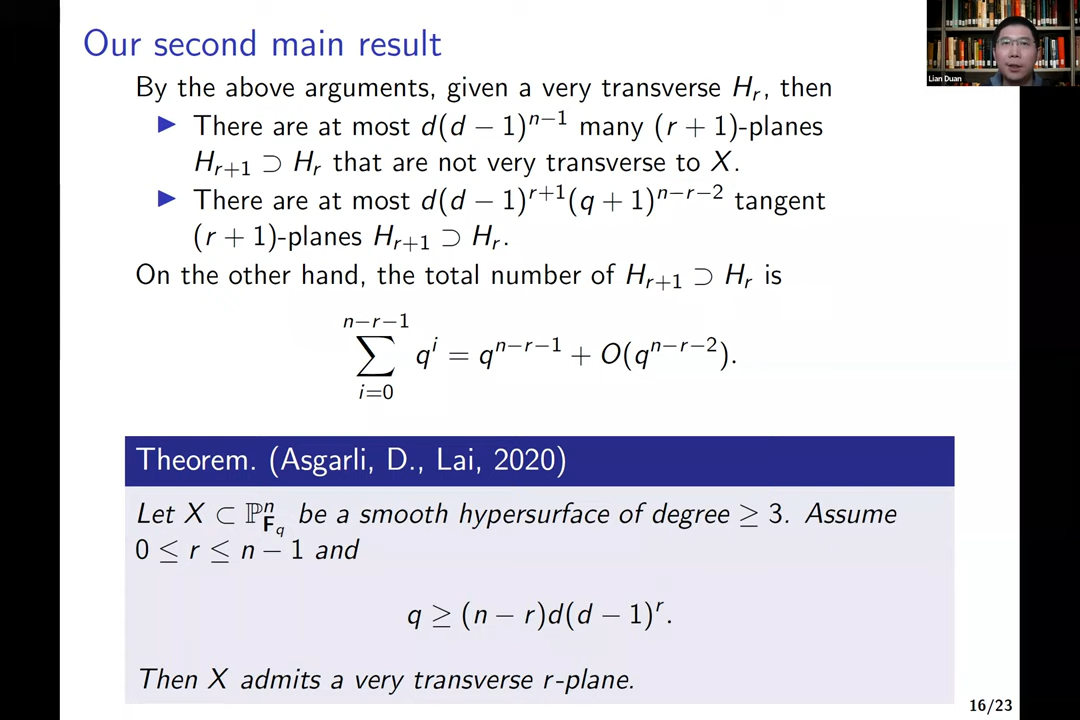 Our second main result
Lian Duan
By the above arguments, given a very transverse H_r, then
▶ There are at most d(d − 1)^{n−1} many (r + 1)-planes
H_{r+1} ⊃ H_r that are not very transverse to X.
▶ There are at most d(d − 1)^{r+1}(q + 1)^{n−r−2} tangent
(r + 1)-planes H_{r+1} ⊃ H_r.
On the other hand, the total number of H_{r+1} ⊃ H_r is
∑_{i=0}^{n−r−1} q^i = q^{n−r−1} + O(q^{n−r−2}).
Theorem. (Asgarli, D., Lai, 2020)
Let X ⊂ ℙ^n_{𝐅_q} be a smooth hypersurface of degree ≥ 3. Assume
0 ≤ r ≤ n − 1 and
q ≥ (n − r)d(d − 1)^r.
Then X admits a very transverse r-plane.
16/23